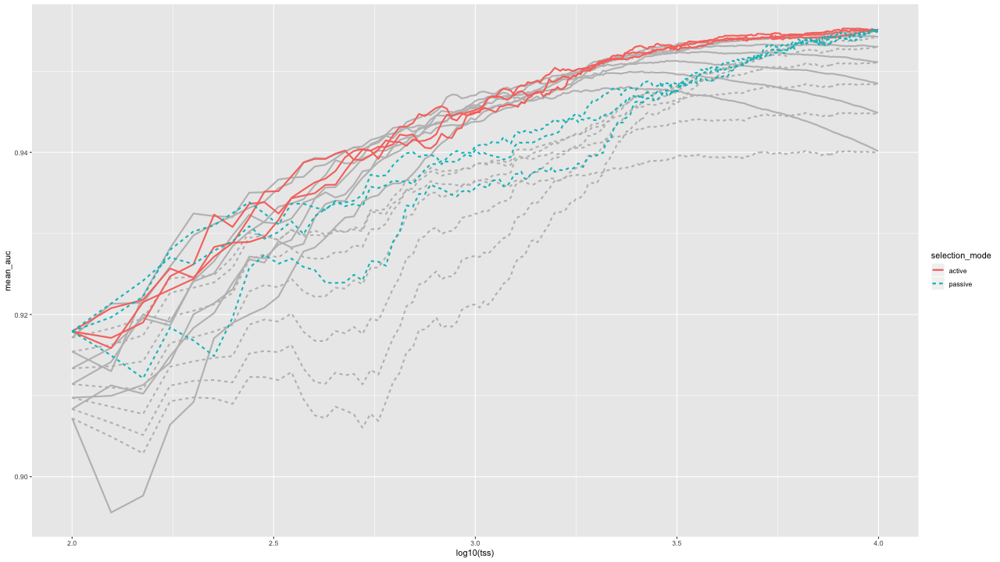 mean_auc
0.94
0.92
0.90
2.0 2.5 3.0 3.5 4.0
log10(tss)
selection_mode
active
passive